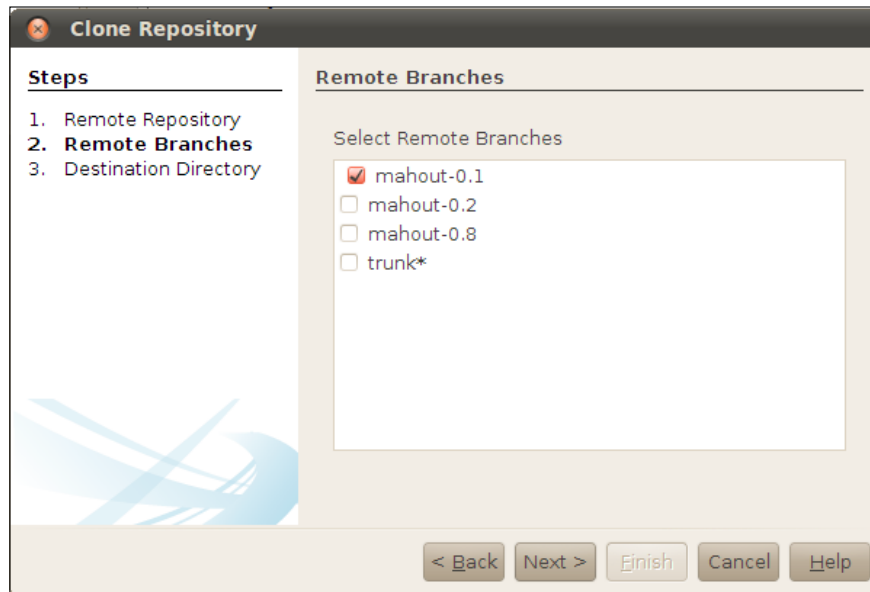 Clone Repository
Steps
1. Remote Repository
2. Remote Branches
3. Destination Directory
Remote Branches
Select Remote Branches
mahout-0.1
mahout-0.2
mahout-0.8
trunk*
< Back Next > Finish Cancel Help